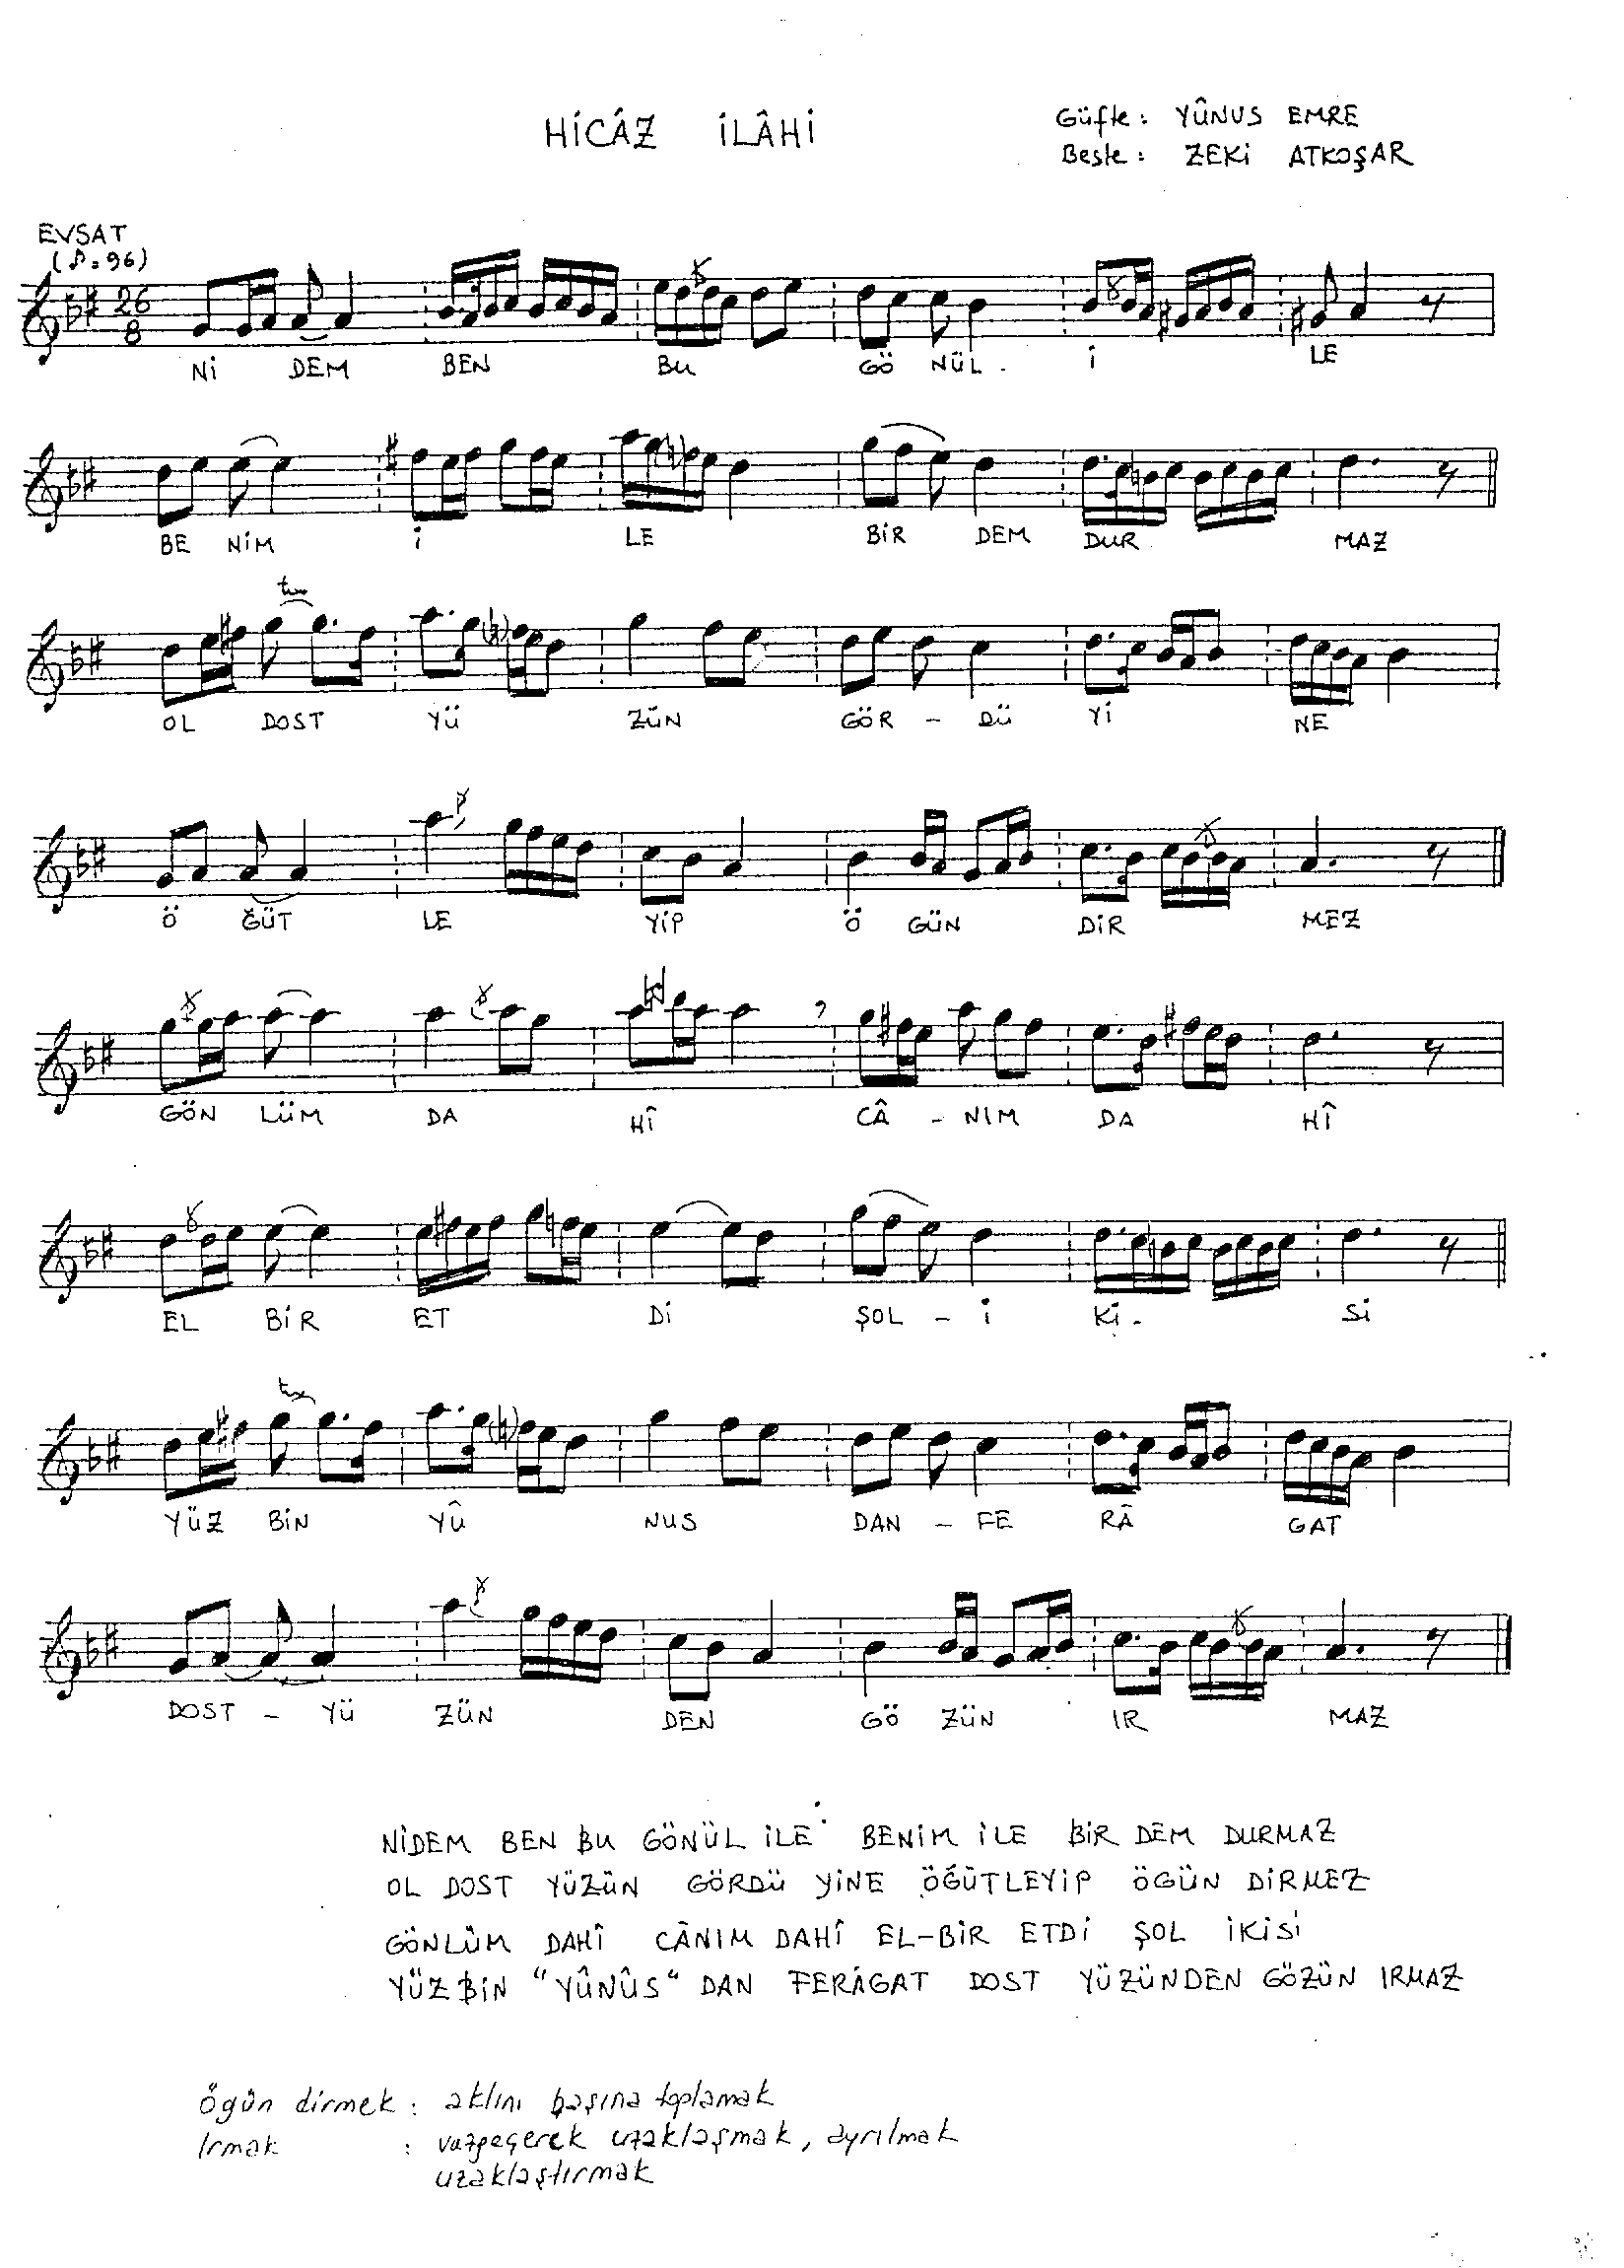 HİCÂZ İLÂHİ
Güfte: YÛNUS EMRE
Beste: ZEKİ ATKOŞAR
EVSAT
(♪=96)
26
8
Nİ DEM BEN BU GÖ NÜL - İ LE
BE NİM İ LE BİR DEM DUR MAZ
tr
OL DOST YÜ ZÜN GÖR - DÜ Yİ NE
Ö ĞÜT LE YİP Ö GÜN DİR MEZ
GÖN LÜM DA HÎ CÂ - NIM DA HÎ
EL BİR ET Dİ ŞOL - İ Kİ - Sİ
tr
YÜZ BİN YÛ NUS DAN - FE RÂ GAT
DOST - YÜ ZÜN DEN GÖ ZÜN IR MAZ
NİDEM BEN BU GÖNÜL İLE BENİM İLE BİR DEM DURMAZ
OL DOST YÜZÜN GÖRDÜ YİNE ÖĞÜTLEYİP ÖGÜN DİRMEZ
GÖNLÜM DAHÎ CÂNIM DAHÎ EL-BİR ETDİ ŞOL İKİSİ
YÜZ BİN "YÛNÛS" DAN FERÂGAT DOST YÜZÜNDEN GÖZÜN IRMAZ
Ögün dirmek : aklını başına toplamak
Irmak : vazgeçerek uzaklaşmak, ayrılmak
uzaklaştırmak